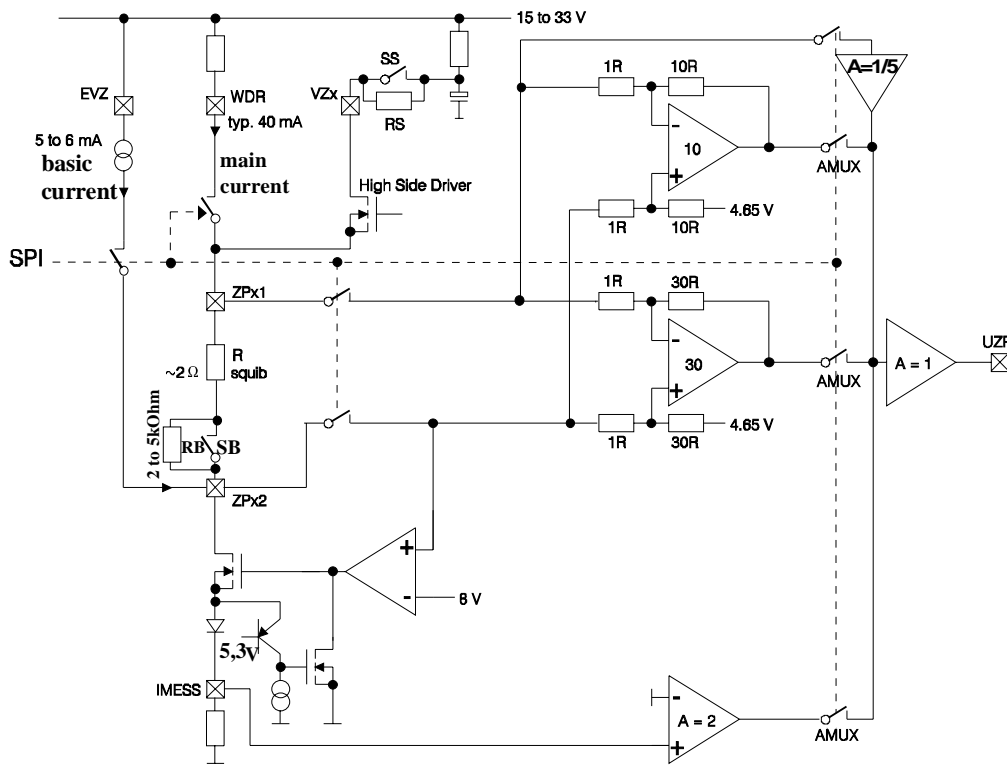 15 to 33 V
SS
A=1/5
1R
10R
EVZ
WDR
VZx
typ. 40 mA
RS
5 to 6 mA
basic
current
main
current
-
10
+
AMUX
High Side Driver
1R
10R
4.65 V
SPI
ZPx1
1R
30R
R
squib
~2 Ω
-
30
+
AMUX
A = 1
UZP
2 to 5kOhm
RB
SB
1R
30R
4.65 V
ZPx2
+
-
6 V
5,3V
IMESS
-
A = 2
+
AMUX